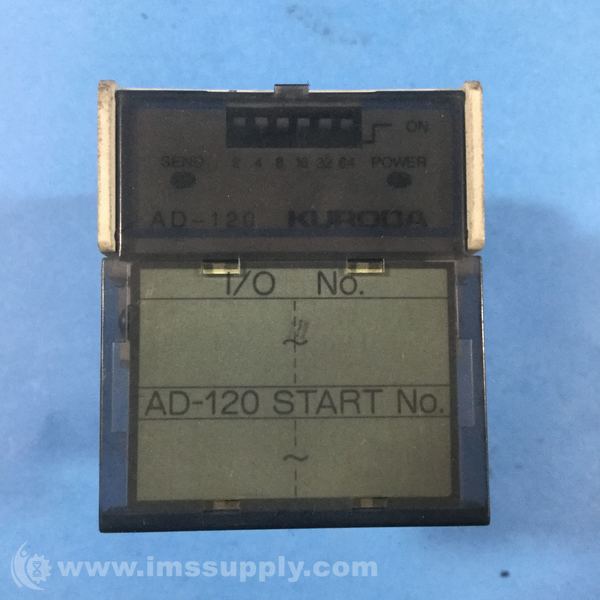 ON
SEND 2 4 8 16 32 64 POWER
AD-120 KURODA
I/O No.
~
AD-120 START No.
~
www.imssupply.com